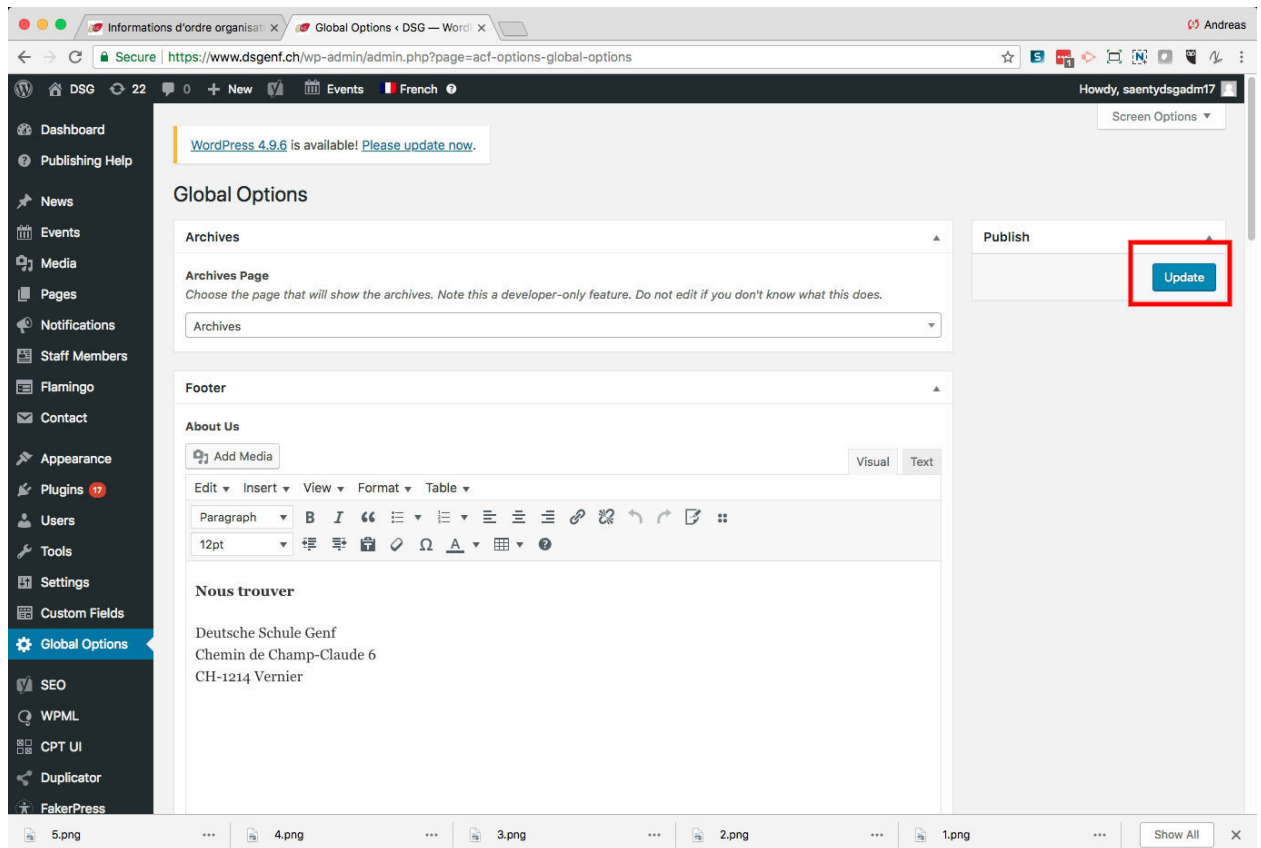 Informations d'ordre organisat
Global Options ‹ DSG — Word
Andreas
Secure https://www.dsgenf.ch/wp-admin/admin.php?page=acf-options-global-options
DSG 22 0 + New Events French
Howdy, saentydsgadm17
Screen Options
Dashboard
Publishing Help
News
Events
Media
Pages
Notifications
Staff Members
Flamingo
Contact
Appearance
Plugins 17
Users
Tools
Settings
Custom Fields
Global Options
SEO
WPML
CPT UI
Duplicator
FakerPress
WordPress 4.9.6 is available! Please update now.
Global Options
Archives
Archives Page
Choose the page that will show the archives. Note this a developer-only feature. Do not edit if you don't know what this does.
Archives
Publish
Update
Footer
About Us
Add Media
Visual Text
Edit Insert View Format Table
Paragraph B I
12pt Ω A
Nous trouver
Deutsche Schule Genf
Chemin de Champ-Claude 6
CH-1214 Vernier
5.png 4.png 3.png 2.png 1.png Show All